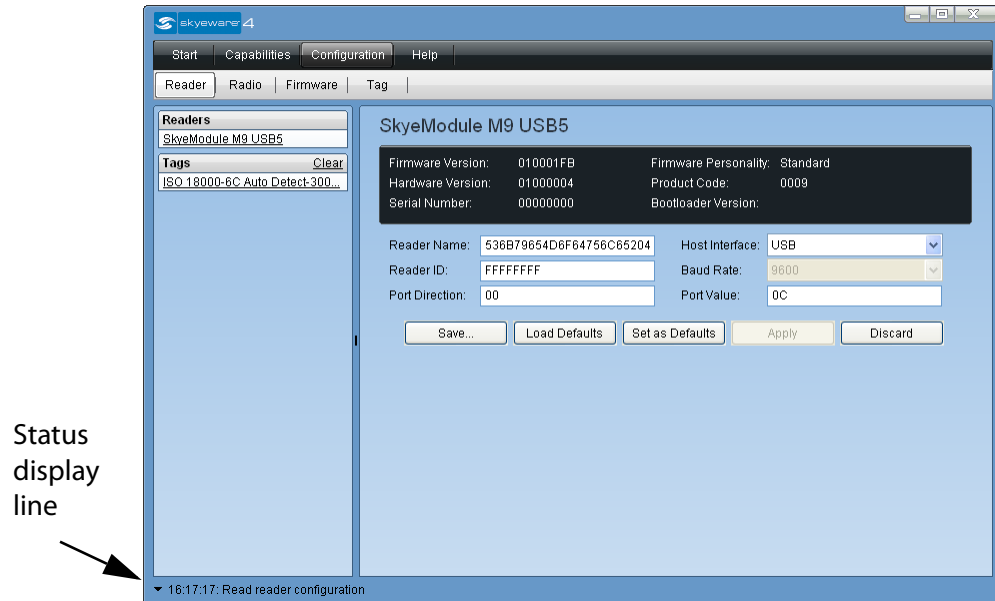 skyeware 4
Start Capabilities Configuration Help
Reader Radio Firmware Tag
Readers
SkyeModule M9 USB5
Tags Clear
ISO 18000-6C Auto Detect-300...
SkyeModule M9 USB5
Firmware Version: 010001FB Firmware Personality: Standard
Hardware Version: 01000004 Product Code: 0009
Serial Number: 00000000 Bootloader Version:
Reader Name: 536B79654D6F64756C65204 Host Interface: USB
Reader ID: FFFFFFFF Baud Rate: 9600
Port Direction: 00 Port Value: 0C
Save... Load Defaults Set as Defaults Apply Discard
Status
display
line
16:17:17: Read reader configuration